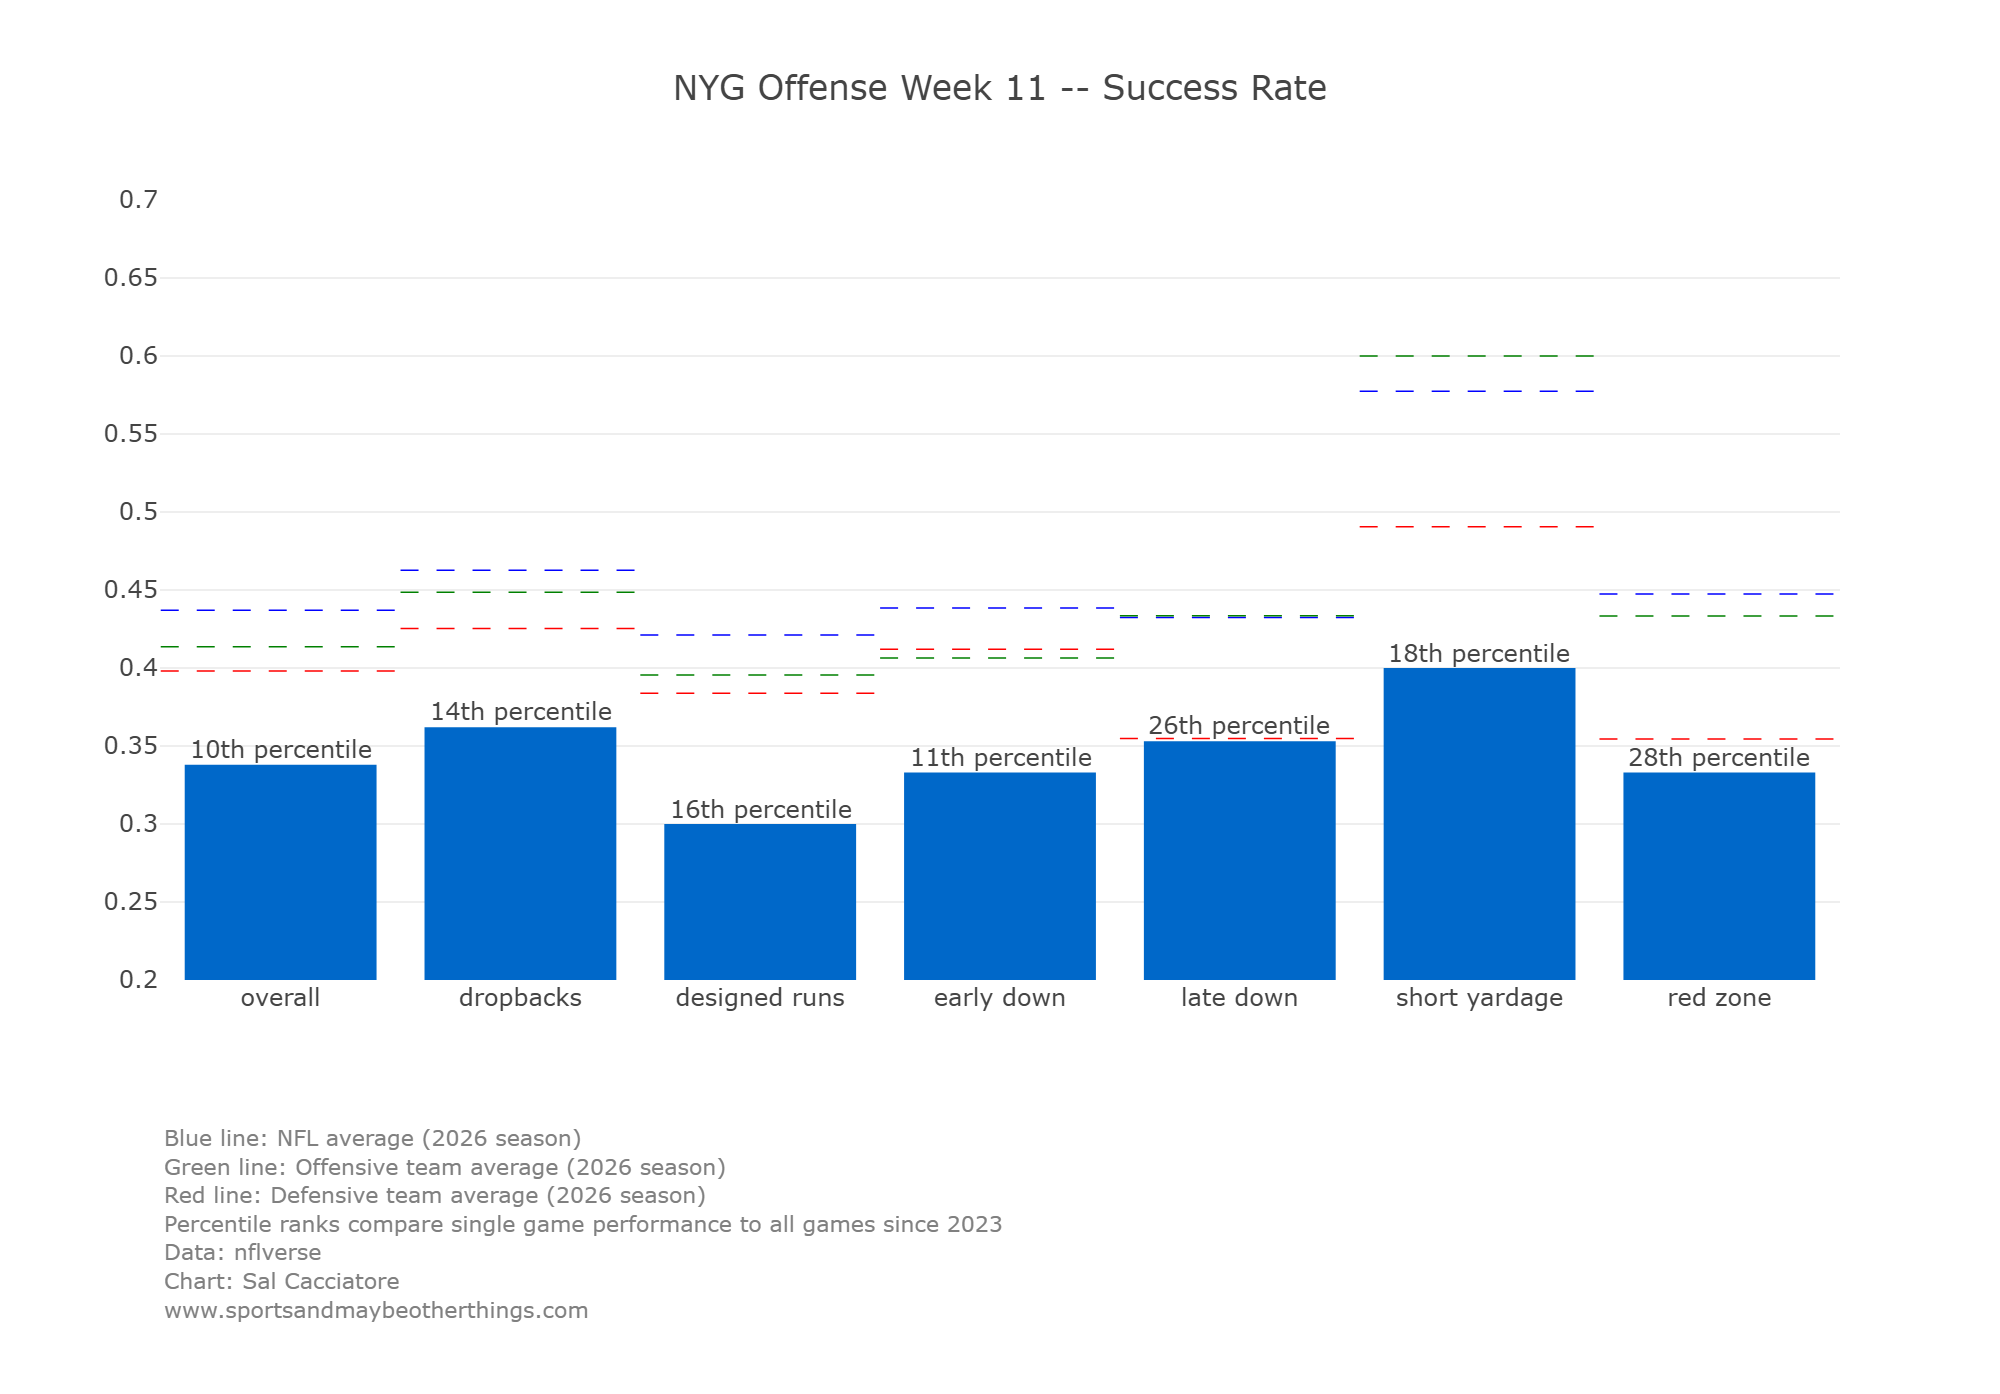 NYG Offense Week 11 -- Success Rate
0.7
0.65
0.6
0.55
0.5
0.45
0.4
0.35
0.3
0.25
0.2
10th percentile
14th percentile
16th percentile
11th percentile
26th percentile
18th percentile
28th percentile
overall
dropbacks
designed runs
early down
late down
short yardage
red zone
Blue line: NFL average (2026 season)
Green line: Offensive team average (2026 season)
Red line: Defensive team average (2026 season)
Percentile ranks compare single game performance to all games since 2023
Data: nflverse
Chart: Sal Cacciatore
www.sportsandmaybeotherthings.com